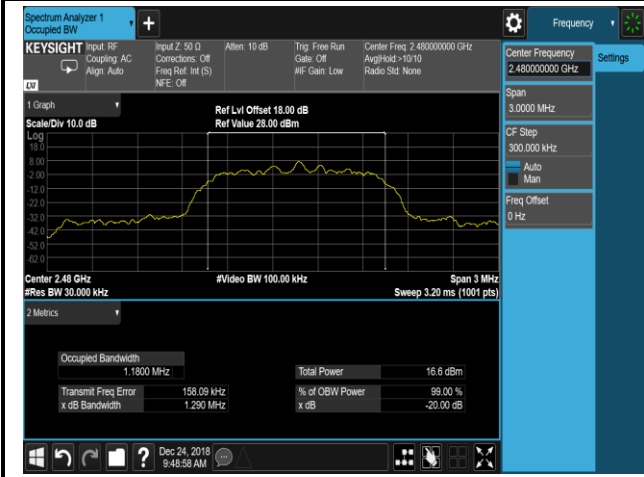 Spectrum Analyzer 1
Occupied BW
+
Frequency
KEYSIGHT
LXI
Input: RF
Coupling: AC
Align: Auto
Input Z: 50 Ω
Corrections: Off
Freq Ref: Int (S)
NFE: Off
Atten: 10 dB
Trig: Free Run
Gate: Off
#IF Gain: Low
Center Freq: 2.480000000 GHz
Avg|Hold:>10/10
Radio Std: None
Center Frequency
2.480000000 GHz
Settings
Span
3.0000 MHz
CF Step
300.000 kHz
Auto
Man
Freq Offset
0 Hz
1 Graph
Scale/Div 10.0 dB
Ref Lvl Offset 18.00 dB
Ref Value 28.00 dBm
Log
18.0
8.00
-2.00
-12.0
-22.0
-32.0
-42.0
-52.0
-62.0
Center 2.48 GHz
#Res BW 30.000 kHz
#Video BW 100.00 kHz
Span 3 MHz
Sweep 3.20 ms (1001 pts)
2 Metrics
Occupied Bandwidth
1.1800 MHz
Total Power 16.6 dBm
Transmit Freq Error 158.09 kHz
% of OBW Power 99.00 %
x dB Bandwidth 1.290 MHz
x dB -20.00 dB
?
Dec 24, 2018
9:48:58 AM